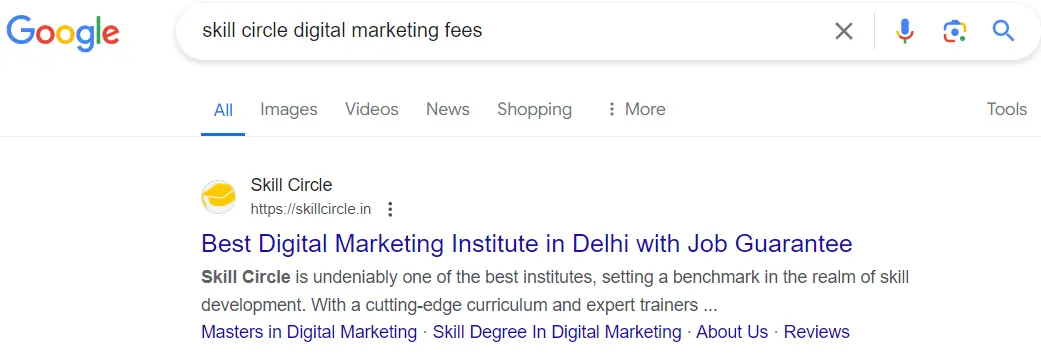 Google
skill circle digital marketing fees
All Images Videos News Shopping More Tools
Skill Circle
https://skillcircle.in
Best Digital Marketing Institute in Delhi with Job Guarantee
Skill Circle is undeniably one of the best institutes, setting a benchmark in the realm of skill
development. With a cutting-edge curriculum and expert trainers ...
Masters in Digital Marketing · Skill Degree In Digital Marketing · About Us · Reviews